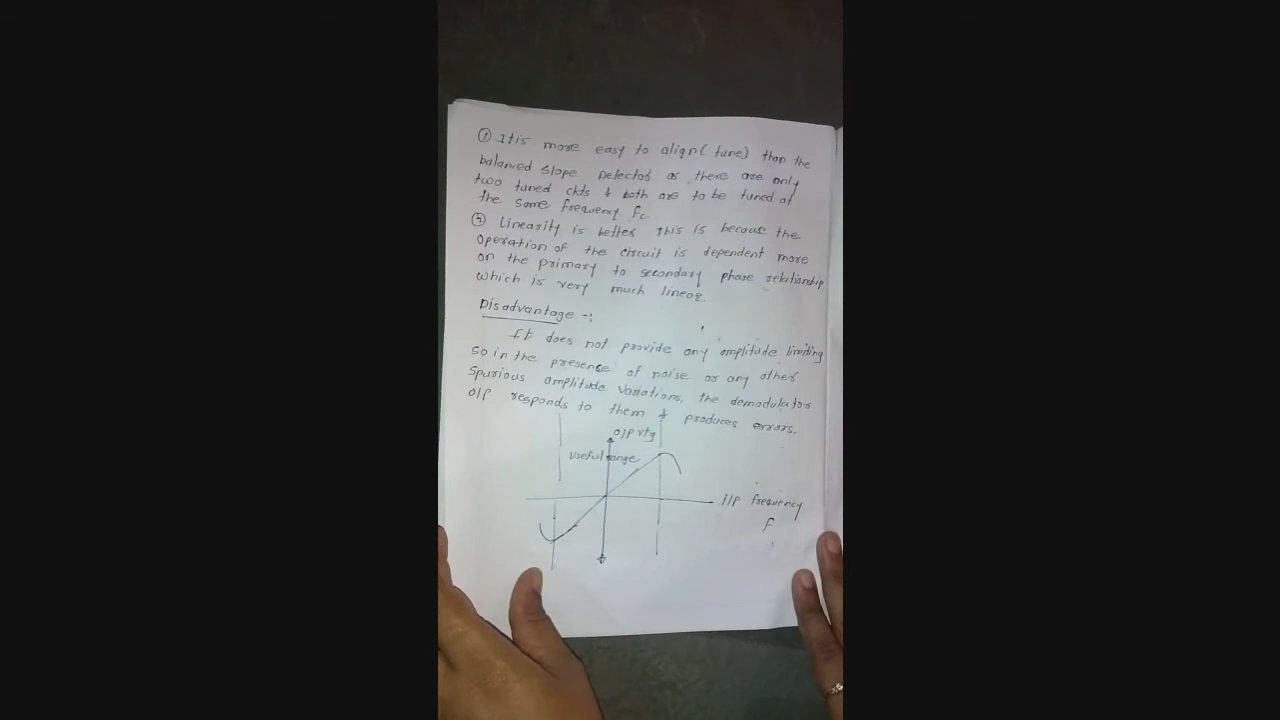 ① It is more easy to align (tune) than the
balanced slope Detector as there are only
two tuned ckts & both are to be tuned at
the same frequency fc.
② Linearity is better This is because the
operation of the circuit is dependent more
on the primary to secondary phase relationship
which is very much linear.
Disadvantage -:
It does not provide any amplitude limiting
So in the presence of noise or any other
spurious amplitude variations, the demodulator
O/P responds to them & produces errors.
O/P vtg
Useful range
i/P frequency
f